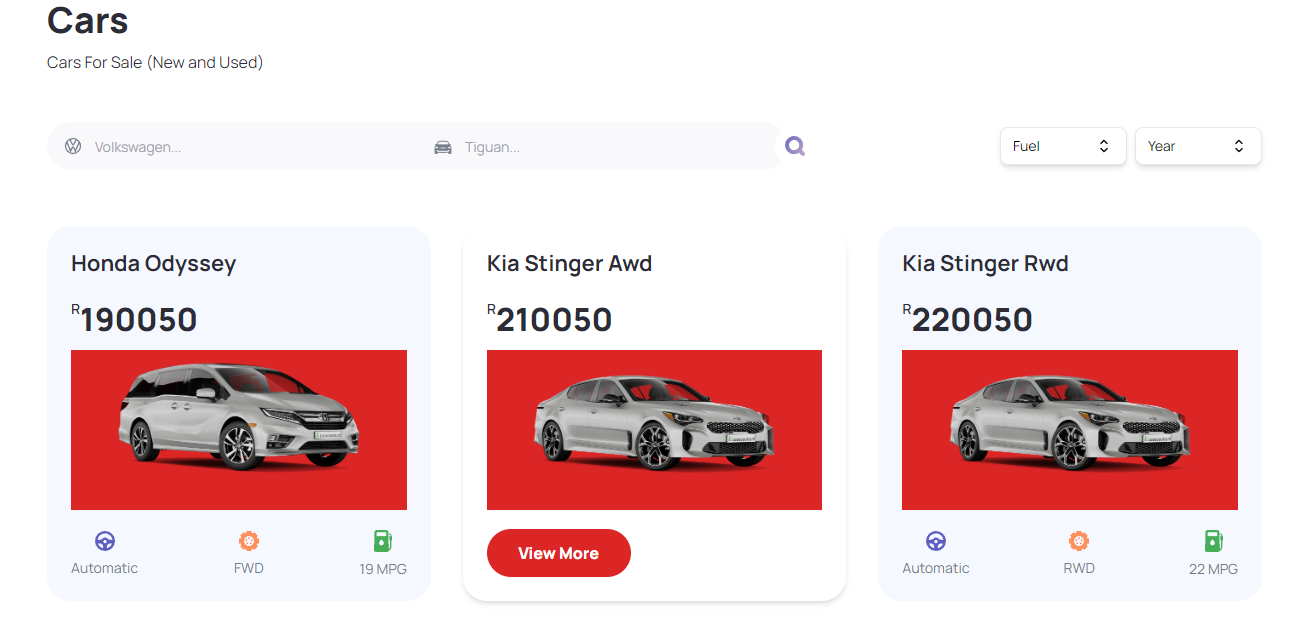 Cars
Cars For Sale (New and Used)
Volkswagen... Tiguan... Fuel Year
Honda Odyssey Kia Stinger Awd Kia Stinger Rwd
R190050 R210050 R220050
View More
Automatic FWD 19 MPG Automatic RWD 22 MPG